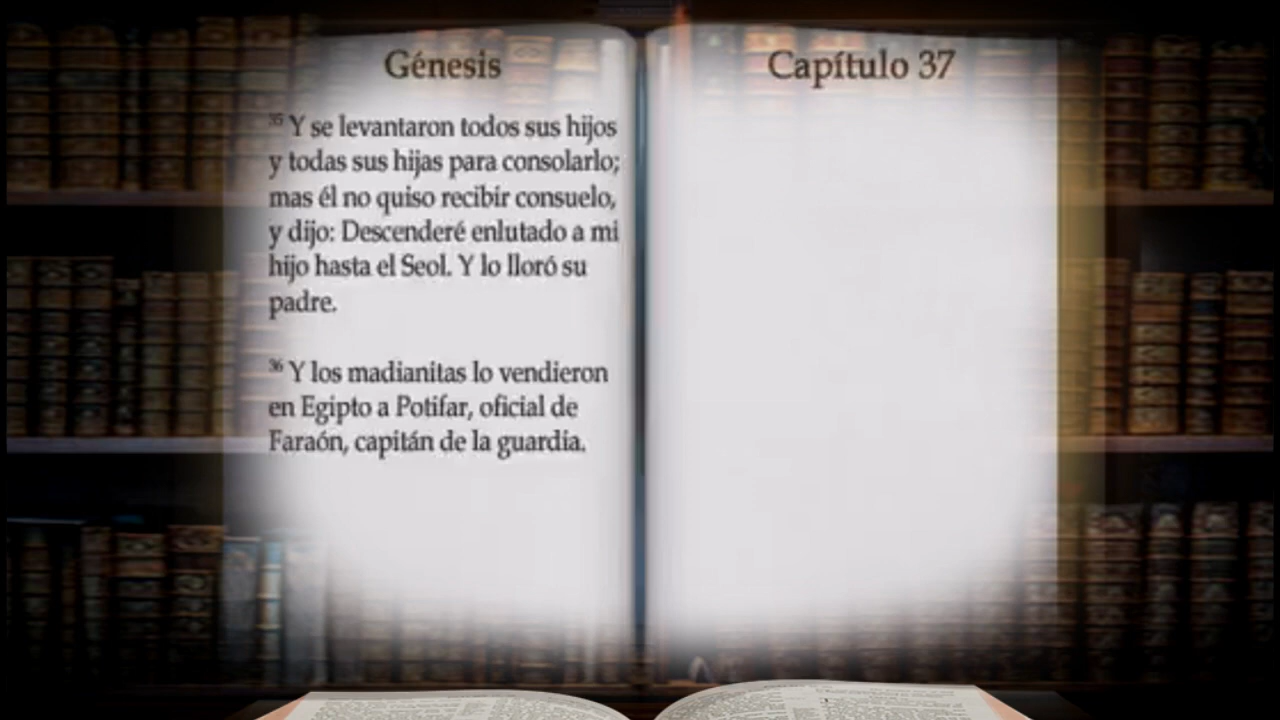 Génesis
35 Y se levantaron todos sus hijos
y todas sus hijas para consolarlo;
mas él no quiso recibir consuelo,
y dijo: Descenderé enlutado a mi
hijo hasta el Seol. Y lo lloró su
padre.
36 Y los madianitas lo vendieron
en Egipto a Potifar, oficial de
Faraón, capitán de la guardia.
Capítulo 37